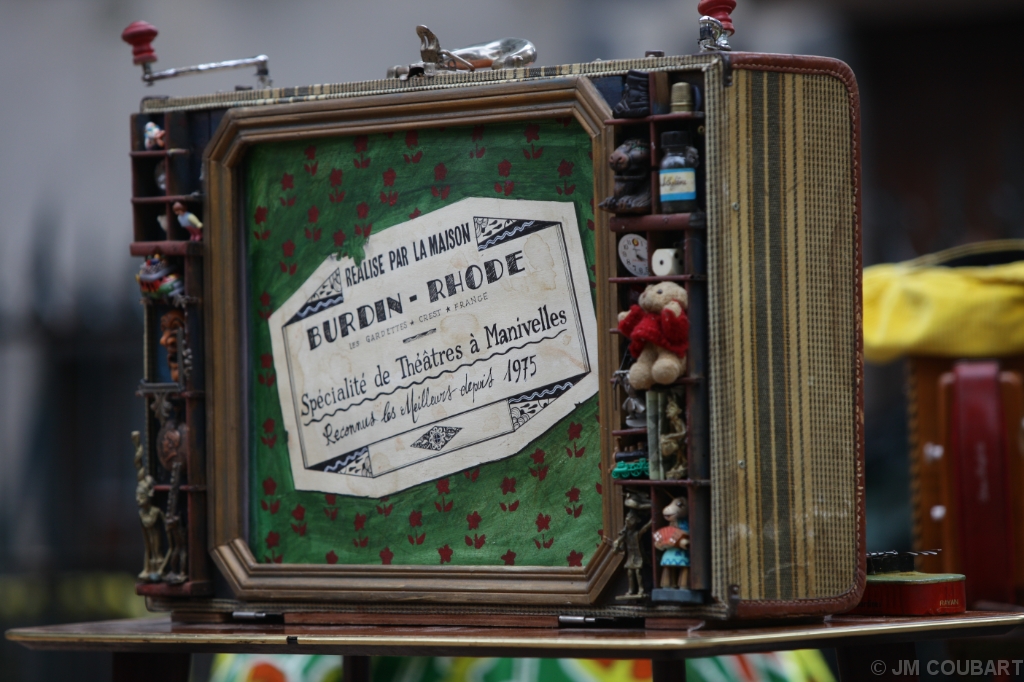 RÉALISÉ PAR LA MAISON
BURDIN - RHODE
GARDETTES ★ CREST ★ FRANCE
Spécialité de Théâtres à Manivelles
Reconnus les Meilleurs depuis 1975
© JM COUBART